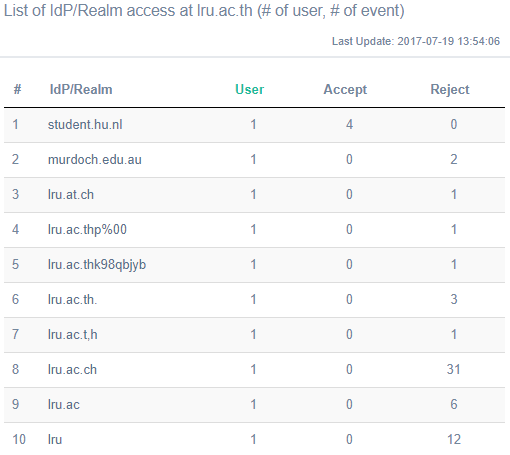 List of IdP/Realm access at lru.ac.th (# of user, # of event)
Last Update: 2017-07-19 13:54:06
# IdP/Realm User Accept Reject
1 student.hu.nl 1 4 0
2 murdoch.edu.au 1 0 2
3 lru.at.ch 1 0 1
4 lru.ac.thp%00 1 0 1
5 lru.ac.thk98qbjyb 1 0 1
6 lru.ac.th. 1 0 3
7 lru.ac.t,h 1 0 1
8 lru.ac.ch 1 0 31
9 lru.ac 1 0 6
10 lru 1 0 12